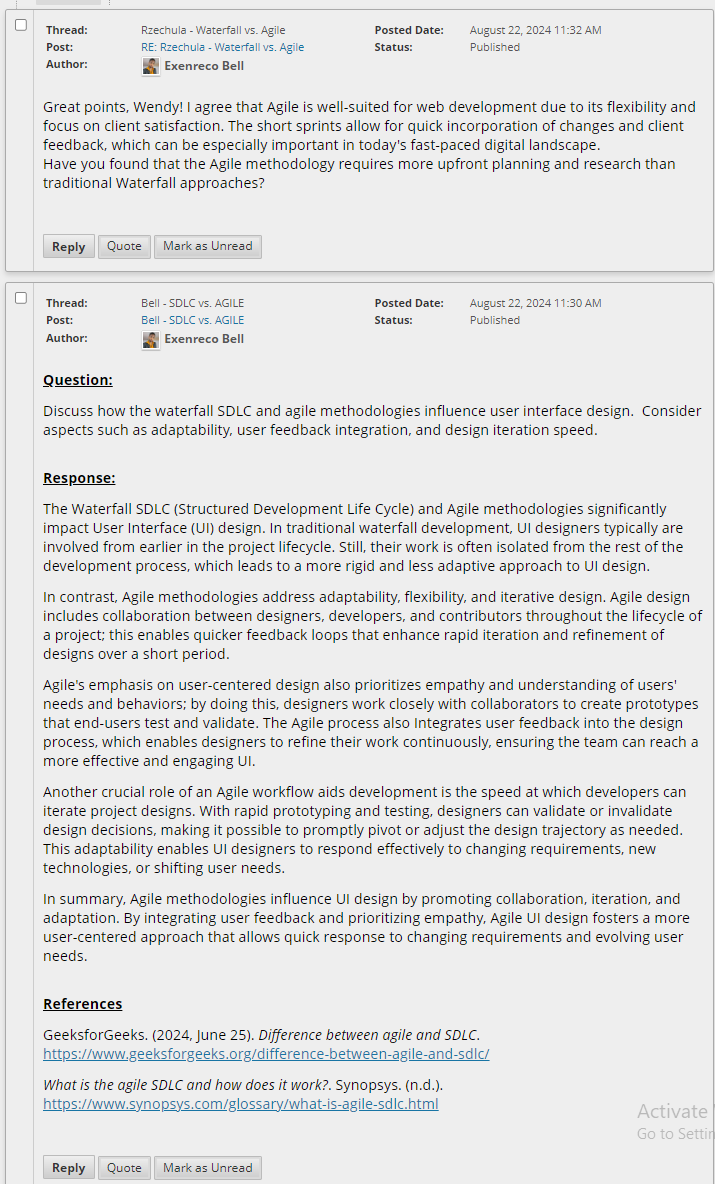 Thread: Rzechula - Waterfall vs. Agile Posted Date: August 22, 2024 11:32 AM
Post: RE: Rzechula - Waterfall vs. Agile Status: Published
Author: Exenreco Bell
Great points, Wendy! I agree that Agile is well-suited for web development due to its flexibility and
focus on client satisfaction. The short sprints allow for quick incorporation of changes and client
feedback, which can be especially important in today's fast-paced digital landscape.
Have you found that the Agile methodology requires more upfront planning and research than
traditional Waterfall approaches?
Reply Quote Mark as Unread
Thread: Bell - SDLC vs. AGILE Posted Date: August 22, 2024 11:30 AM
Post: Bell - SDLC vs. AGILE Status: Published
Author: Exenreco Bell
Question:
Discuss how the waterfall SDLC and agile methodologies influence user interface design.  Consider
aspects such as adaptability, user feedback integration, and design iteration speed.
Response:
The Waterfall SDLC (Structured Development Life Cycle) and Agile methodologies significantly
impact User Interface (UI) design. In traditional waterfall development, UI designers typically are
involved from earlier in the project lifecycle. Still, their work is often isolated from the rest of the
development process, which leads to a more rigid and less adaptive approach to UI design.
In contrast, Agile methodologies address adaptability, flexibility, and iterative design. Agile design
includes collaboration between designers, developers, and contributors throughout the lifecycle of
a project; this enables quicker feedback loops that enhance rapid iteration and refinement of
designs over a short period.
Agile's emphasis on user-centered design also prioritizes empathy and understanding of users'
needs and behaviors; by doing this, designers work closely with collaborators to create prototypes
that end-users test and validate. The Agile process also Integrates user feedback into the design
process, which enables designers to refine their work continuously, ensuring the team can reach a
more effective and engaging UI.
Another crucial role of an Agile workflow aids development is the speed at which developers can
iterate project designs. With rapid prototyping and testing, designers can validate or invalidate
design decisions, making it possible to promptly pivot or adjust the design trajectory as needed.
This adaptability enables UI designers to respond effectively to changing requirements, new
technologies, or shifting user needs.
In summary, Agile methodologies influence UI design by promoting collaboration, iteration, and
adaptation. By integrating user feedback and prioritizing empathy, Agile UI design fosters a more
user-centered approach that allows quick response to changing requirements and evolving user
needs.
References
GeeksforGeeks. (2024, June 25). Difference between agile and SDLC.
https://www.geeksforgeeks.org/difference-between-agile-and-sdlc/
What is the agile SDLC and how does it work?. Synopsys. (n.d.).
https://www.synopsys.com/glossary/what-is-agile-sdlc.html
Activate
Go to
Reply Quote Mark as Unread